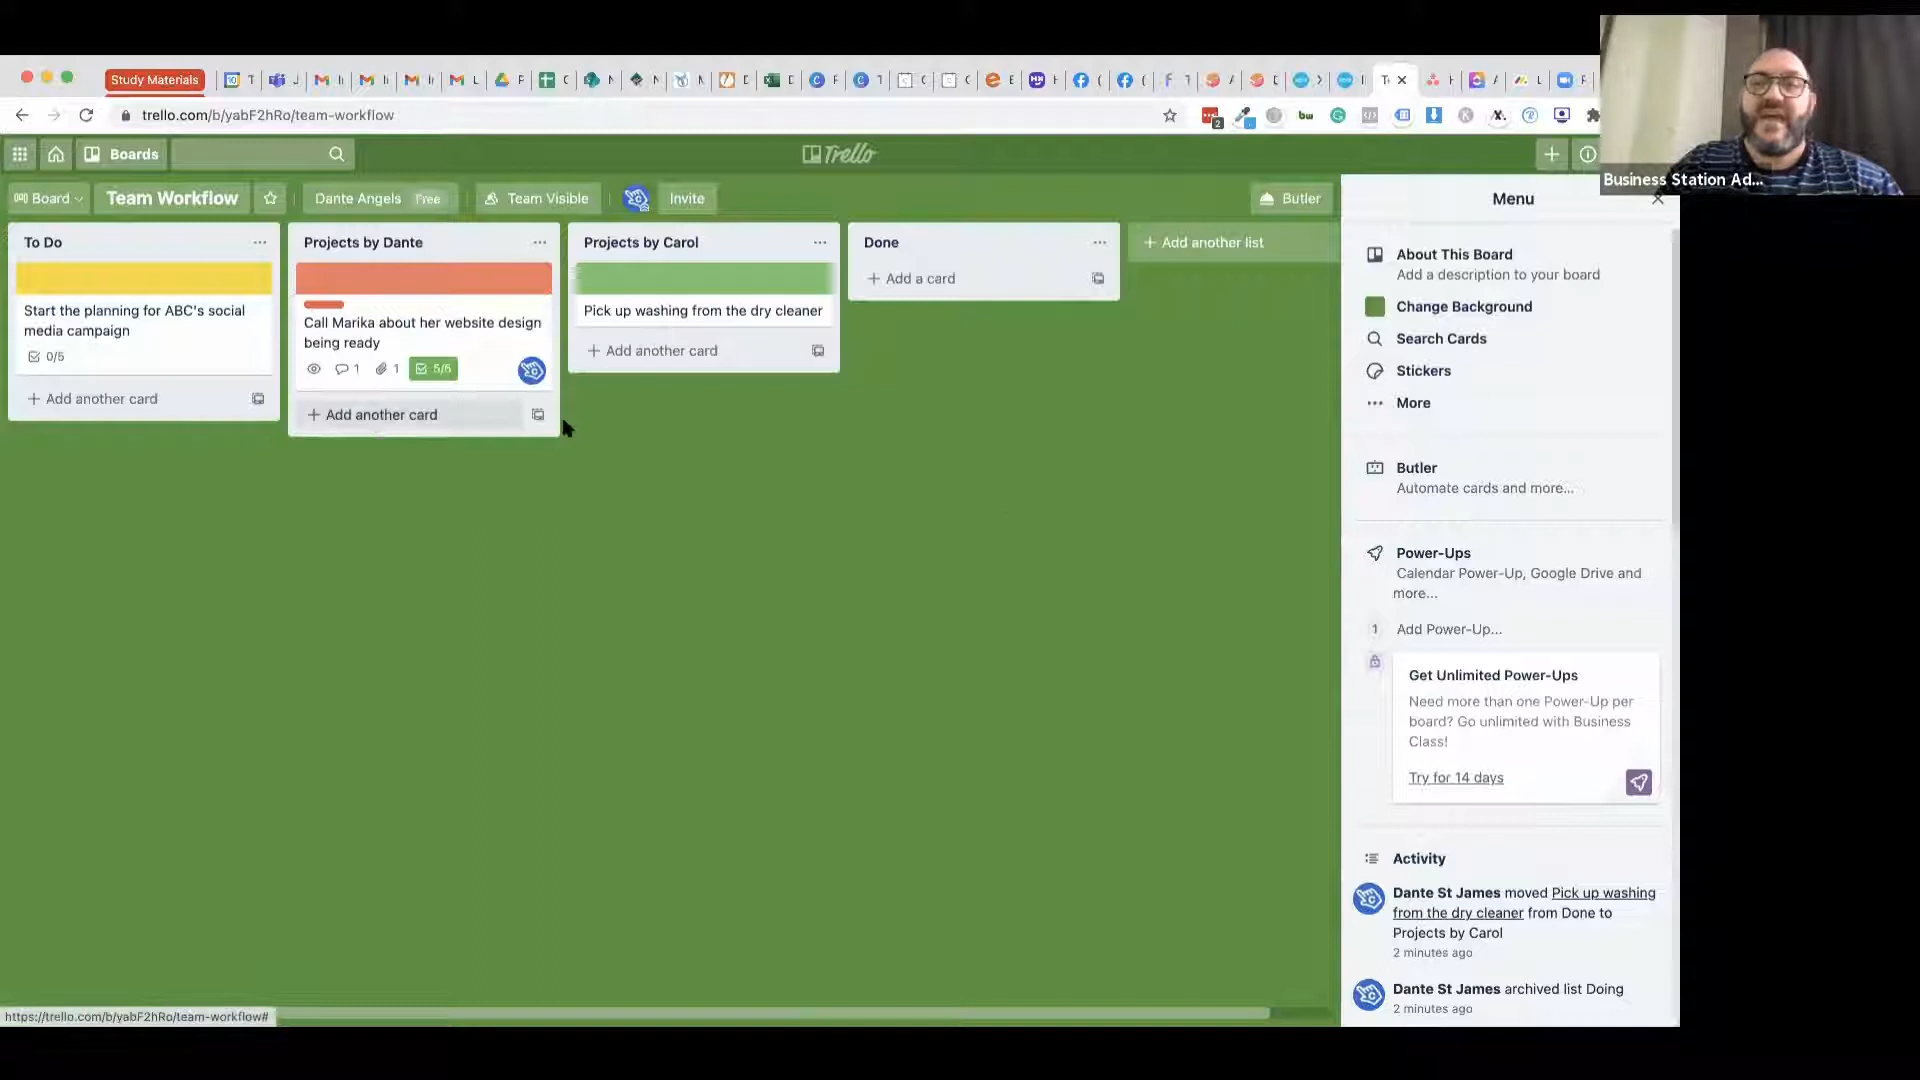 Study Materials
trello.com/b/yabF2hRo/team-workflow
Business Station Ad...
Boards
Trello
Board
Team Workflow
Dante Angels Free
Team Visible
Invite
Butler
Menu
To Do
Start the planning for ABC's social
media campaign
0/5
+ Add another card
Projects by Dante
Call Marika about her website design
being ready
1
1
+ Add another card
Projects by Carol
Pick up washing from the dry cleaner
+ Add another card
Done
+ Add a card
+ Add another list
About This Board
Add a description to your board
Change Background
Search Cards
Stickers
More
Butler
Automate cards and more...
Power-Ups
Calendar Power-Up, Google Drive and
more...
1 Add Power-Up...
Get Unlimited Power-Ups
Need more than one Power-Up per
board? Go unlimited with Business
Class!
Try for 14 days
Activity
Dante St James moved Pick up washing
from the dry cleaner from Done to
Projects by Carol
2 minutes ago
Dante St James archived list Doing
2 minutes ago
https://trello.com/b/yabF2hRo/team-workflow#